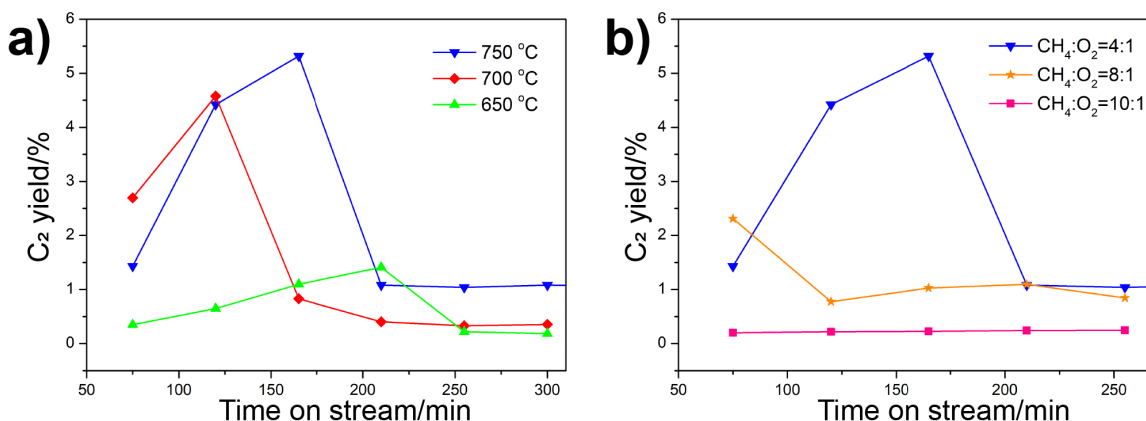 a)
6
5
4
3
2
1
0
C₂ yield/%
750 °C
700 °C
650 °C
50 100 150 200 250 300
Time on stream/min
b)
6
5
4
3
2
1
0
C₂ yield/%
CH₄:O₂=4:1
CH₄:O₂=8:1
CH₄:O₂=10:1
50 100 150 200 250
Time on stream/min